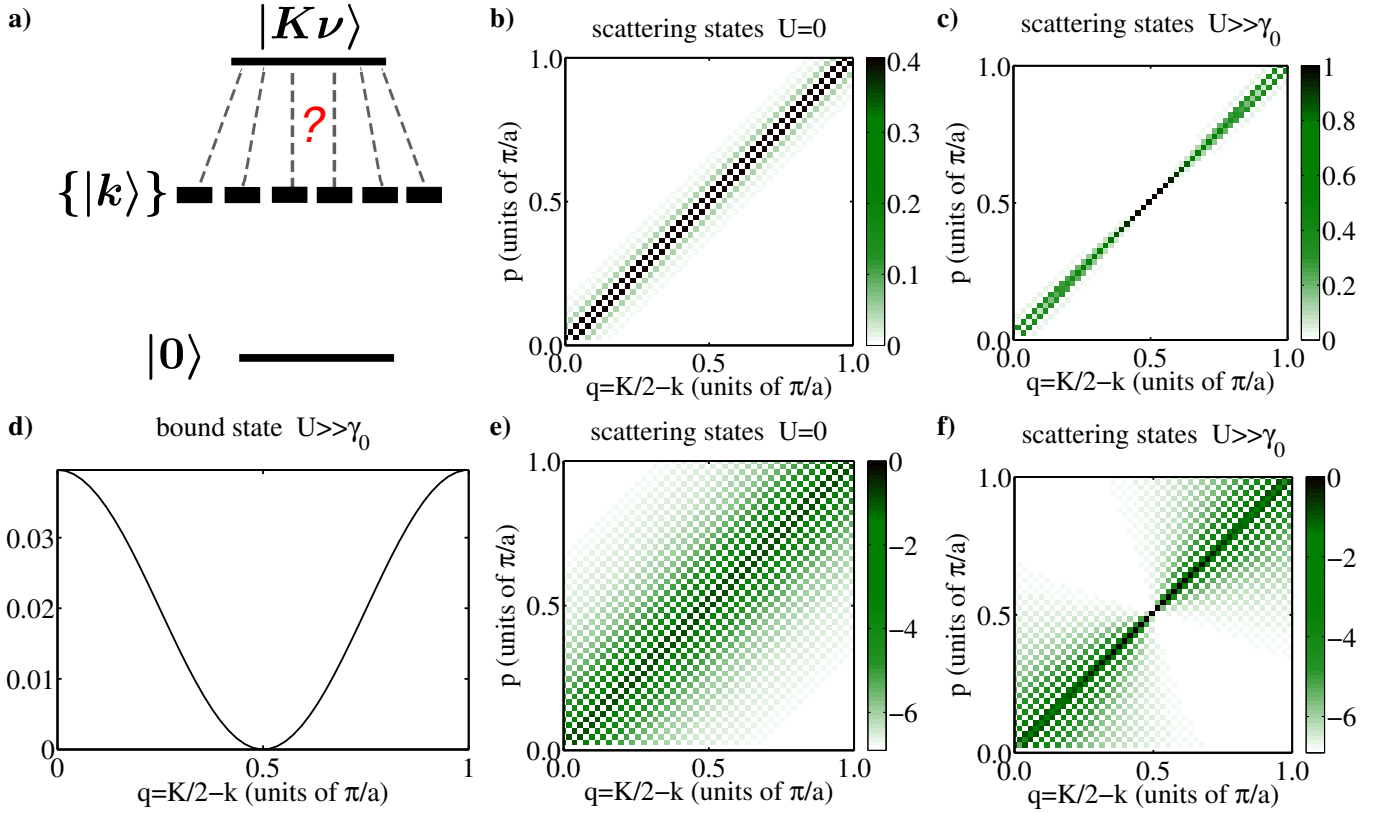 a)
|Kν⟩
?
{|k⟩}
|0⟩
b)
scattering states U=0
p (units of π/a)
1.0
0.5
0.0
0.0
0.5
1.0
q=K/2−k (units of π/a)
0.4
0.3
0.2
0.1
0
c)
scattering states U>>γ₀
p (units of π/a)
1.0
0.5
0.0
0.0
0.5
1.0
q=K/2−k (units of π/a)
1
0.8
0.6
0.4
0.2
0
d)
bound state U>>γ₀
0.03
0.02
0.01
0
0
0.5
1
q=K/2−k (units of π/a)
e)
scattering states U=0
p (units of π/a)
1.0
0.5
0.0
0.0
0.5
1.0
q=K/2−k (units of π/a)
0
−2
−4
−6
f)
scattering states U>>γ₀
p (units of π/a)
1.0
0.5
0.0
0.0
0.5
1.0
q=K/2−k (units of π/a)
0
−2
−4
−6